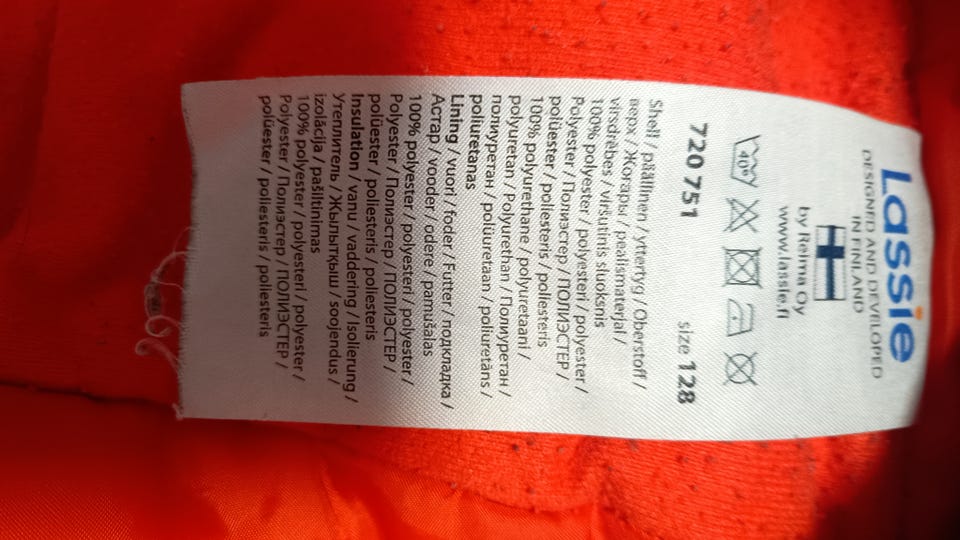 Lassie
DESIGNED AND DEVELOPED
IN FINLAND
by Reima Oy
www.lassie.fi
40°
720 751 size 128
Shell / päällinen / yttertyg / Oberstoff /
верх / Жоғарғы / pealismaterjal /
virsdrēbes / viršutinis sluoksnis
100% polyester / polyesteri / polyester /
Polyester / Полиэстер / ПОЛИЭСТЕР /
polüester / poliesteris / poliesteris
100% polyurethane / polyuretaani /
polyuretan / Polyurethan / Полиуретан /
полиуретан / polüuretaan / poliuretāns /
poliuretanas
Lining / vuori / foder / Futter / подкладка /
Астар / vooder / odere / pamušalas
100% polyester / polyesteri / polyester /
Polyester / Полиэстер / ПОЛИЭСТЕР /
polüester / poliesteris / poliesteris
Insulation / vanu / vaddering / Isolierung /
Утеплитель / Жылытқыш / soojendus /
izolācija / pašiltinimas
100% polyester / polyesteri / polyester /
Polyester / Полиэстер / ПОЛИЭСТЕР /
polüester / poliesteris / poliesteris